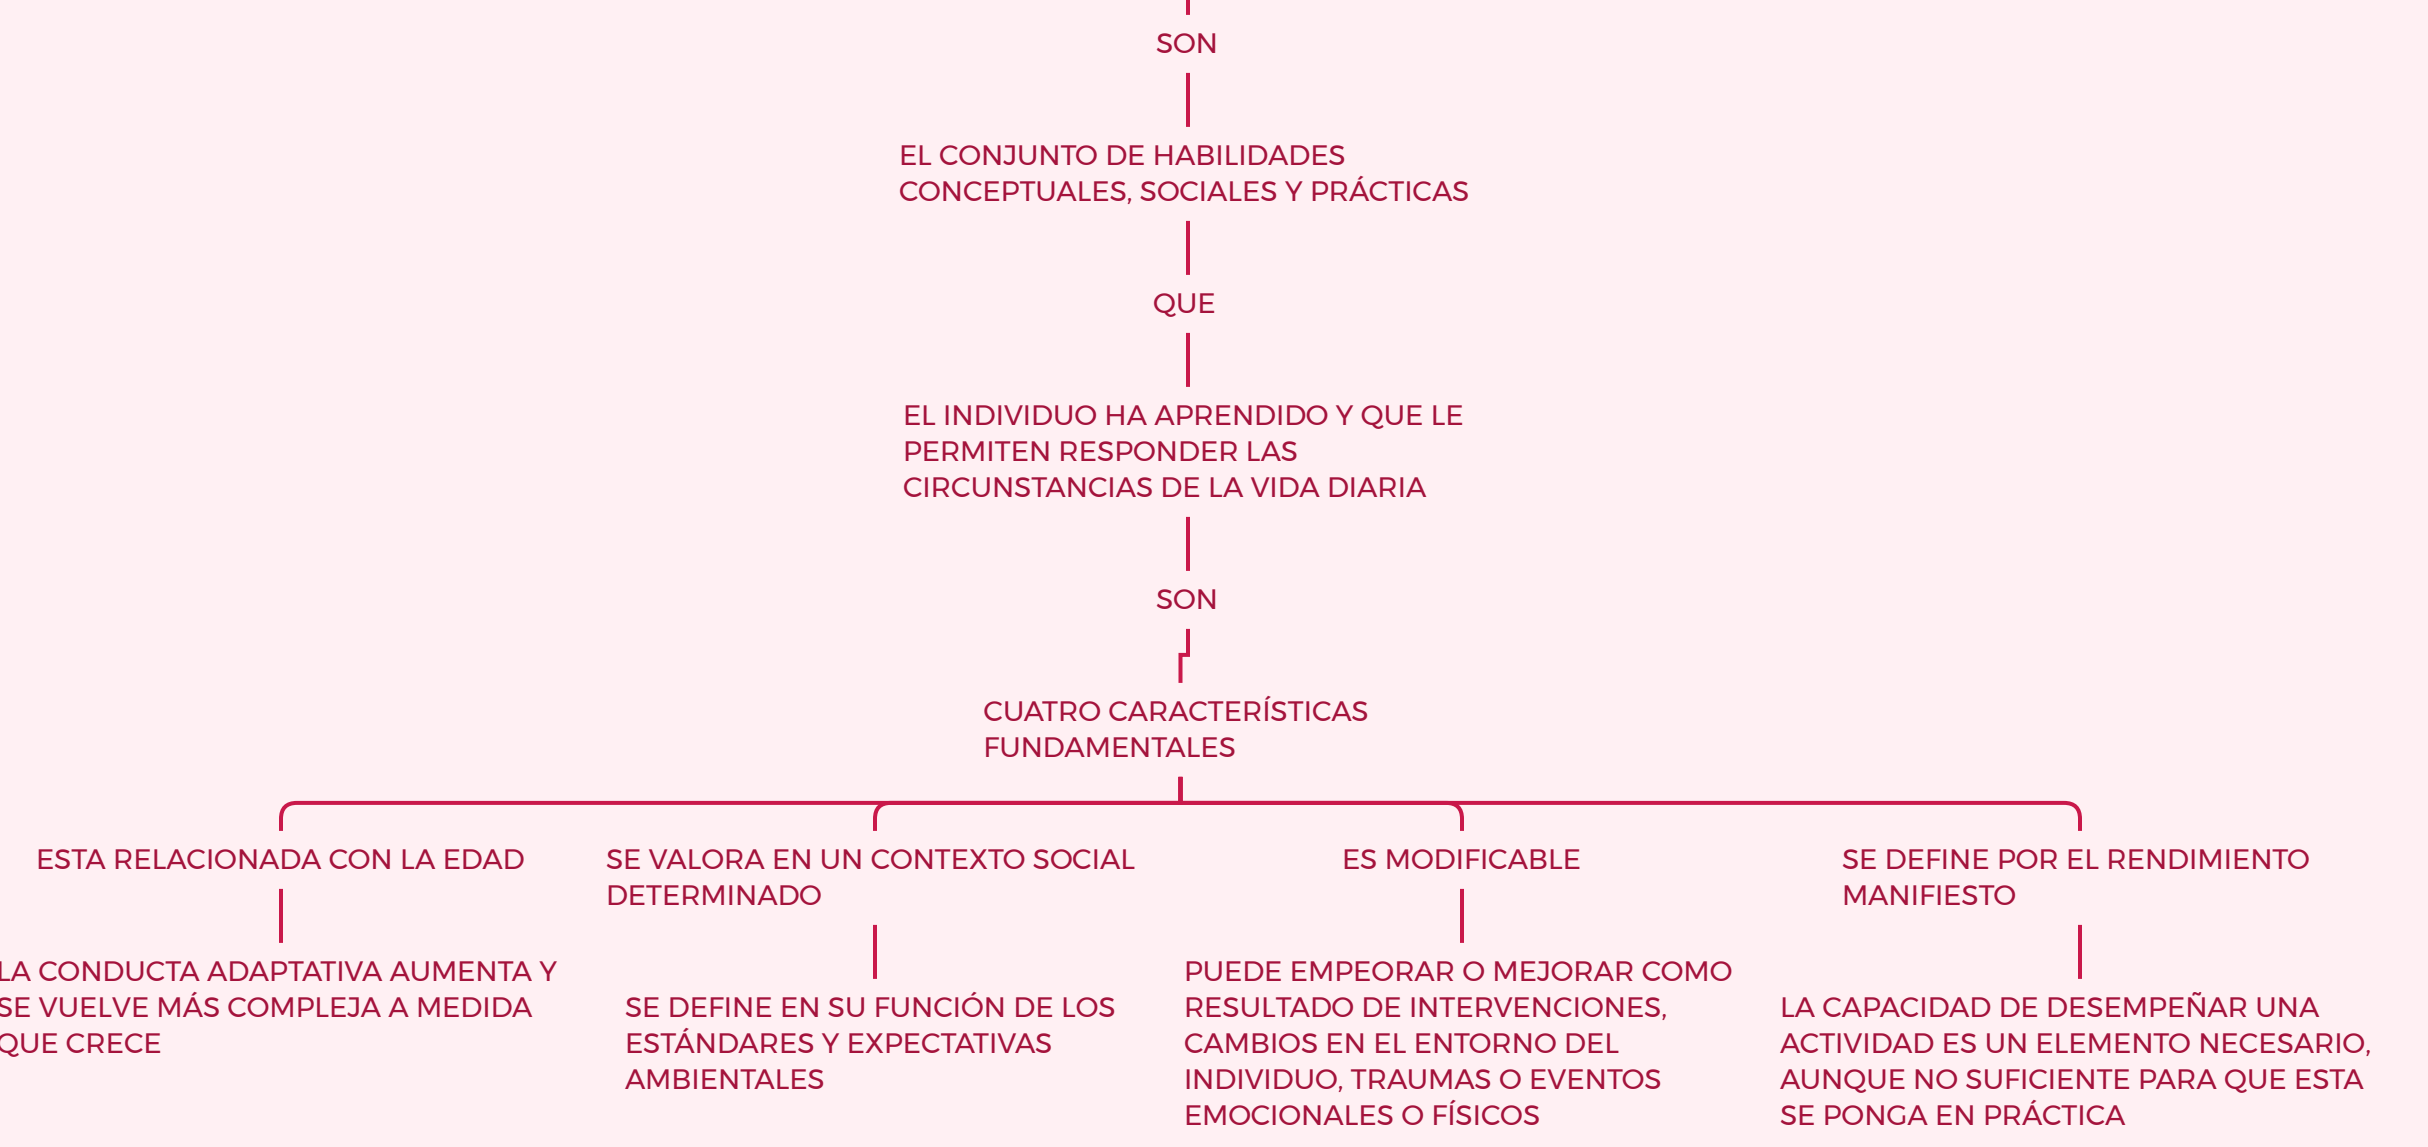 SON
EL CONJUNTO DE HABILIDADES
CONCEPTUALES, SOCIALES Y PRÁCTICAS
QUE
EL INDIVIDUO HA APRENDIDO Y QUE LE
PERMITEN RESPONDER LAS
CIRCUNSTANCIAS DE LA VIDA DIARIA
SON
CUATRO CARACTERÍSTICAS
FUNDAMENTALES
ESTA RELACIONADA CON LA EDAD
LA CONDUCTA ADAPTATIVA AUMENTA Y
SE VUELVE MÁS COMPLEJA A MEDIDA
QUE CRECE
SE VALORA EN UN CONTEXTO SOCIAL
DETERMINADO
SE DEFINE EN SU FUNCIÓN DE LOS
ESTÁNDARES Y EXPECTATIVAS
AMBIENTALES
ES MODIFICABLE
PUEDE EMPEORAR O MEJORAR COMO
RESULTADO DE INTERVENCIONES,
CAMBIOS EN EL ENTORNO DEL
INDIVIDUO, TRAUMAS O EVENTOS
EMOCIONALES O FÍSICOS
SE DEFINE POR EL RENDIMIENTO
MANIFIESTO
LA CAPACIDAD DE DESEMPEÑAR UNA
ACTIVIDAD ES UN ELEMENTO NECESARIO,
AUNQUE NO SUFICIENTE PARA QUE ESTA
SE PONGA EN PRÁCTICA